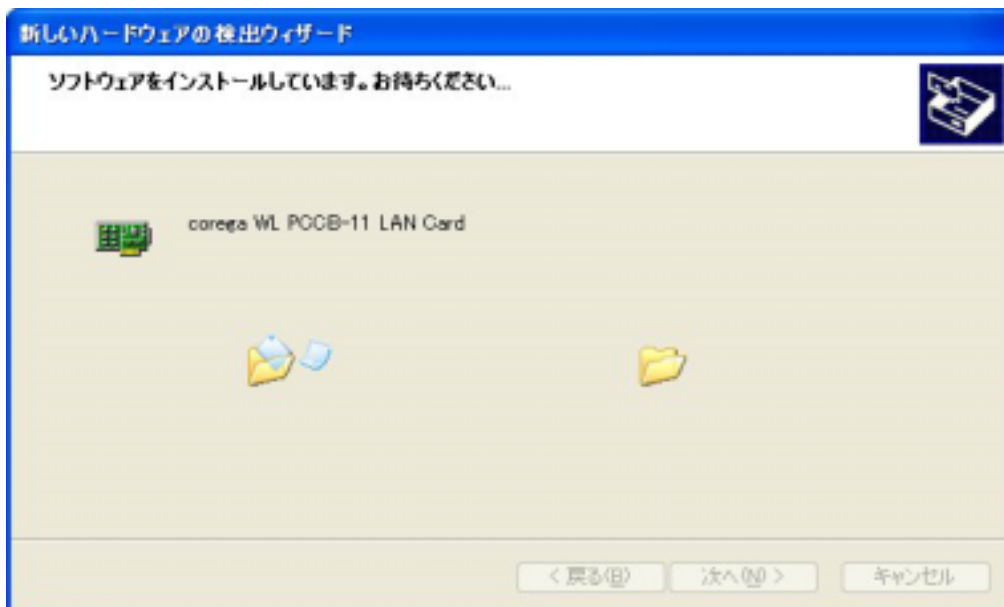 新しいハードウェアの検出ウィザード
ソフトウェアをインストールしています。お待ちください...
corega WL PCCB-11 LAN Card
< 戻る(B)
次へ(N) >
キャンセル